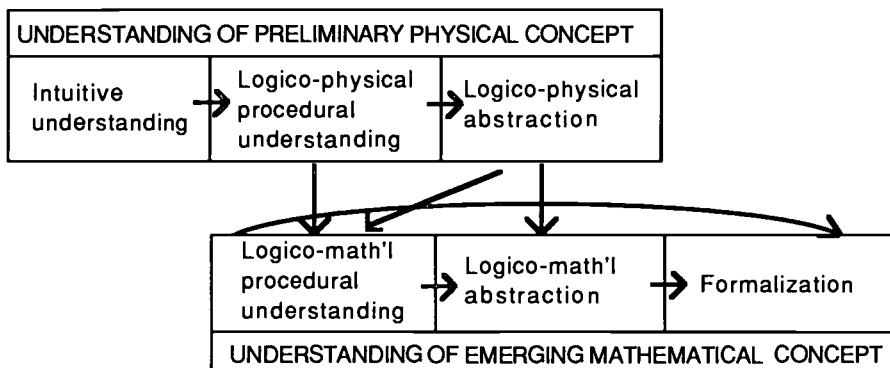 UNDERSTANDING OF PRELIMINARY PHYSICAL CONCEPT
Intuitive
understanding
Logico-physical
procedural
understanding
Logico-physical
abstraction
Logico-math'l
procedural
understanding
Logico-math'l
abstraction
Formalization
UNDERSTANDING OF EMERGING MATHEMATICAL CONCEPT